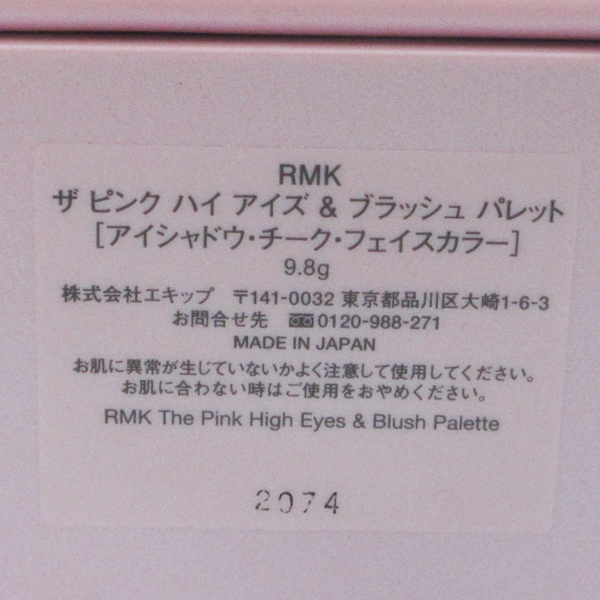 RMK
ザ ピンク ハイ アイズ & ブラッシュ パレット
[アイシャドウ・チーク・フェイスカラー]
9.8g
株式会社エキップ 〒141-0032 東京都品川区大崎1-6-3
お問合せ先 0120-988-271
MADE IN JAPAN
お肌に異常が生じていないかよく注意して使用してください。
お肌に合わない時はご使用をおやめください。
RMK The Pink High Eyes & Blush Palette
2074